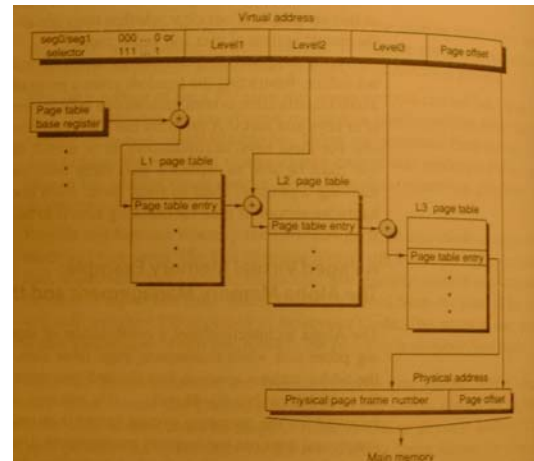 Virtual address
seg0/seg1 000 ... 0 or
selector 111 ... 1
Level1
Level2
Level3
Page offset
Page table
base register
+
L1 page table
Page table entry
+
L2 page table
Page table entry
+
L3 page table
Page table entry
Physical address
Physical page frame number
Page offset
Main memory